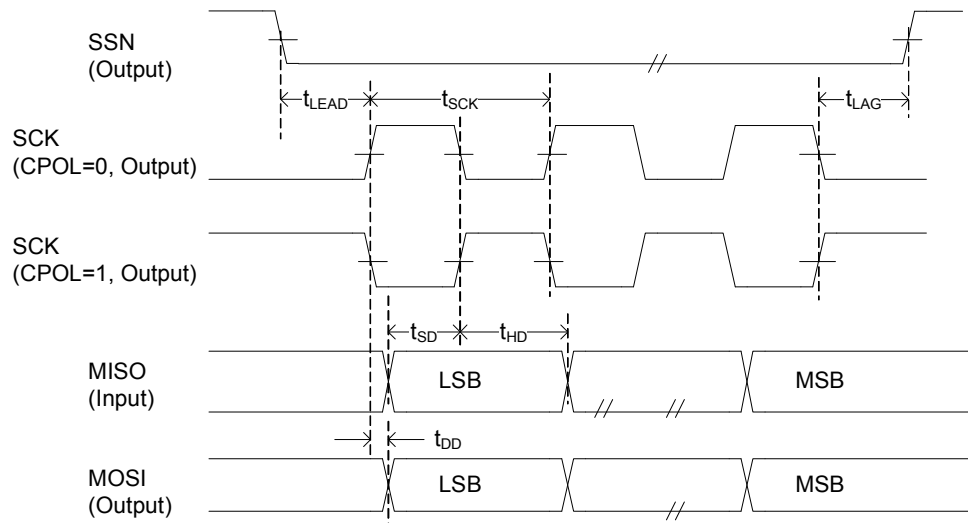 SSN
(Output)
tLEAD
tSCK
tLAG
SCK
(CPOL=0, Output)
SCK
(CPOL=1, Output)
tSD
tHD
MISO
(Input)
LSB
MSB
tDD
MOSI
(Output)
LSB
MSB